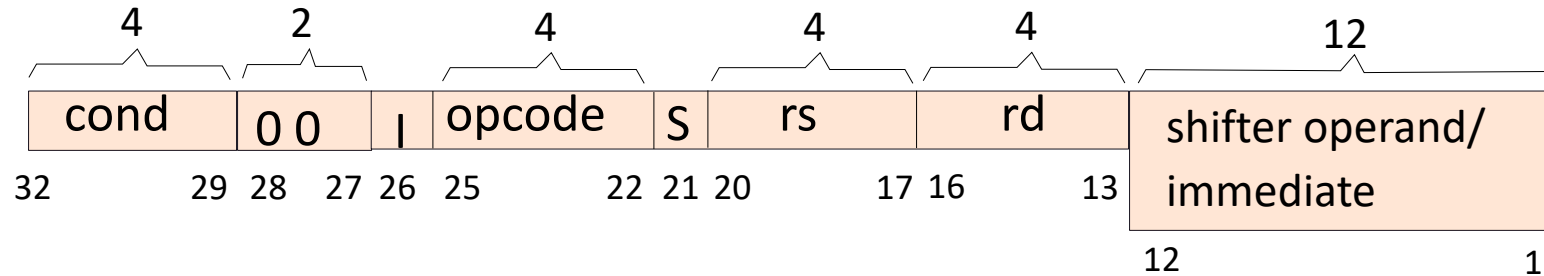 4 2 4 4 4 12
cond 0 0 I opcode S rs rd shifter operand/
immediate
32 29 28 27 26 25 22 21 20 17 16 13
12 1